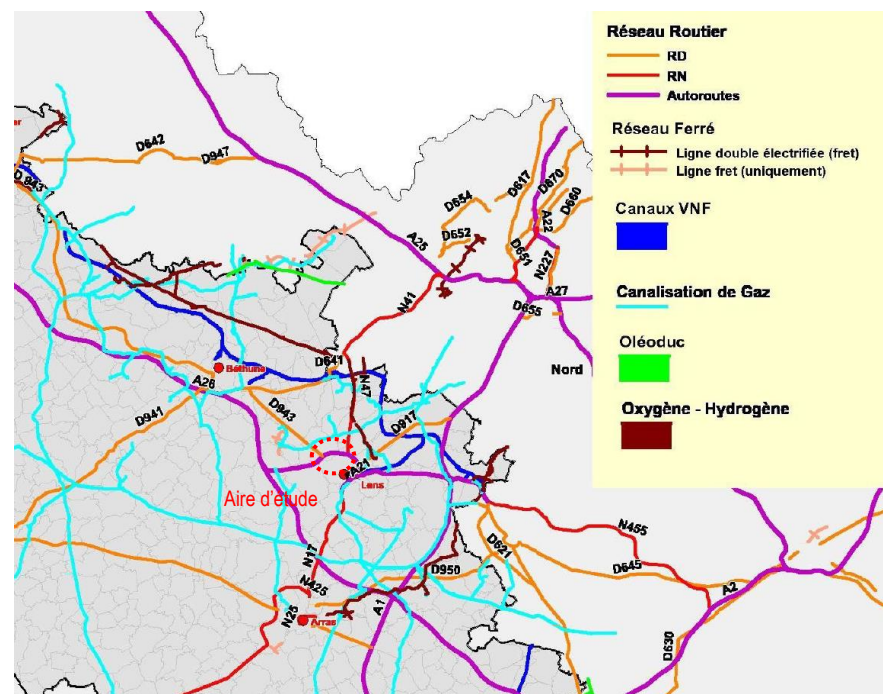 Réseau Routier
RD
RN
Autoroutes
Réseau Ferré
Ligne double électrifiée (fret)
Ligne fret (uniquement)
Canaux VNF
Canalisation de Gaz
Oléoduc
Oxygène - Hydrogène
D642
D947
D 943
D654
D652
D617
D870
D660
A22
D651
N227
A25
A27
D655
N41
Nord
D641
Béthune
A26
N47
D941
D943
D917
A21
Lens
Aire d'étude
N17
N425
N25
Arras
A1
D950
D621
N455
D645
A2
D630